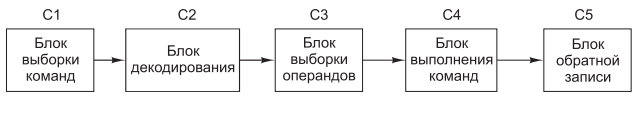 C1 C2 C3 C4 C5
Блок
выборки
команд
Блок
декодирования
Блок
выборки
операндов
Блок
выполнения
команд
Блок
обратной
записи